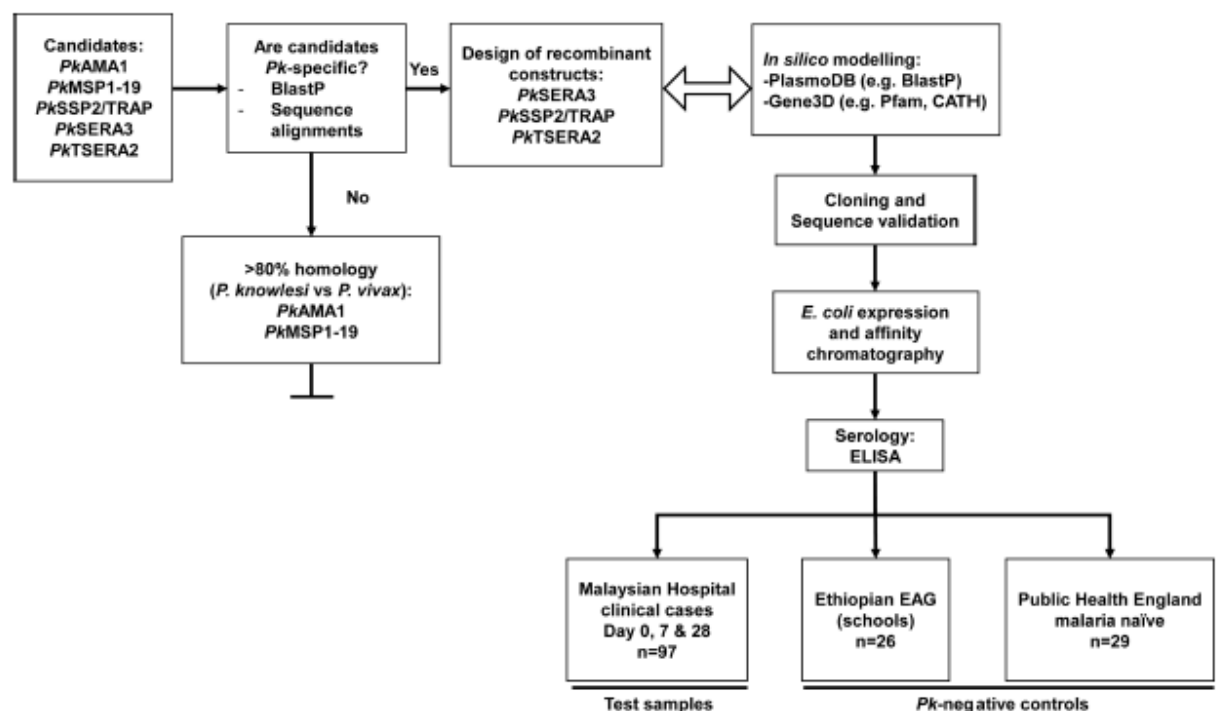 Candidates:
PkAMA1
PkMSP1-19
PkSSP2/TRAP
PkSERA3
PkTSERA2
Are candidates
Pk-specific?
- BlastP
- Sequence
alignments
Yes
Design of recombinant
constructs:
PkSERA3
PkSSP2/TRAP
PkTSERA2
In silico modelling:
-PlasmoDB (e.g. BlastP)
-Gene3D (e.g. Pfam, CATH)
No
>80% homology
(P. knowlesi vs P. vivax):
PkAMA1
PkMSP1-19
Cloning and
Sequence validation
E. coli expression
and affinity
chromatography
Serology:
ELISA
Malaysian Hospital
clinical cases
Day 0, 7 & 28
n=97
Ethiopian EAG
(schools)
n=26
Public Health England
malaria naïve
n=29
Test samples
Pk-negative controls